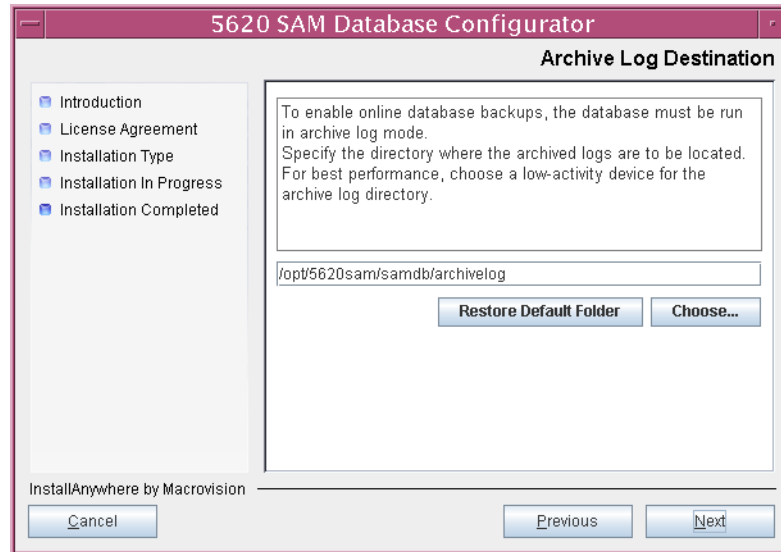 5620 SAM Database Configurator
Archive Log Destination
Introduction
License Agreement
Installation Type
Installation In Progress
Installation Completed
To enable online database backups, the database must be run
in archive log mode.
Specify the directory where the archived logs are to be located.
For best performance, choose a low-activity device for the
archive log directory.
/opt/5620sam/samdb/archivelog
Restore Default Folder
Choose...
InstallAnywhere by Macrovision
Cancel
Previous
Next